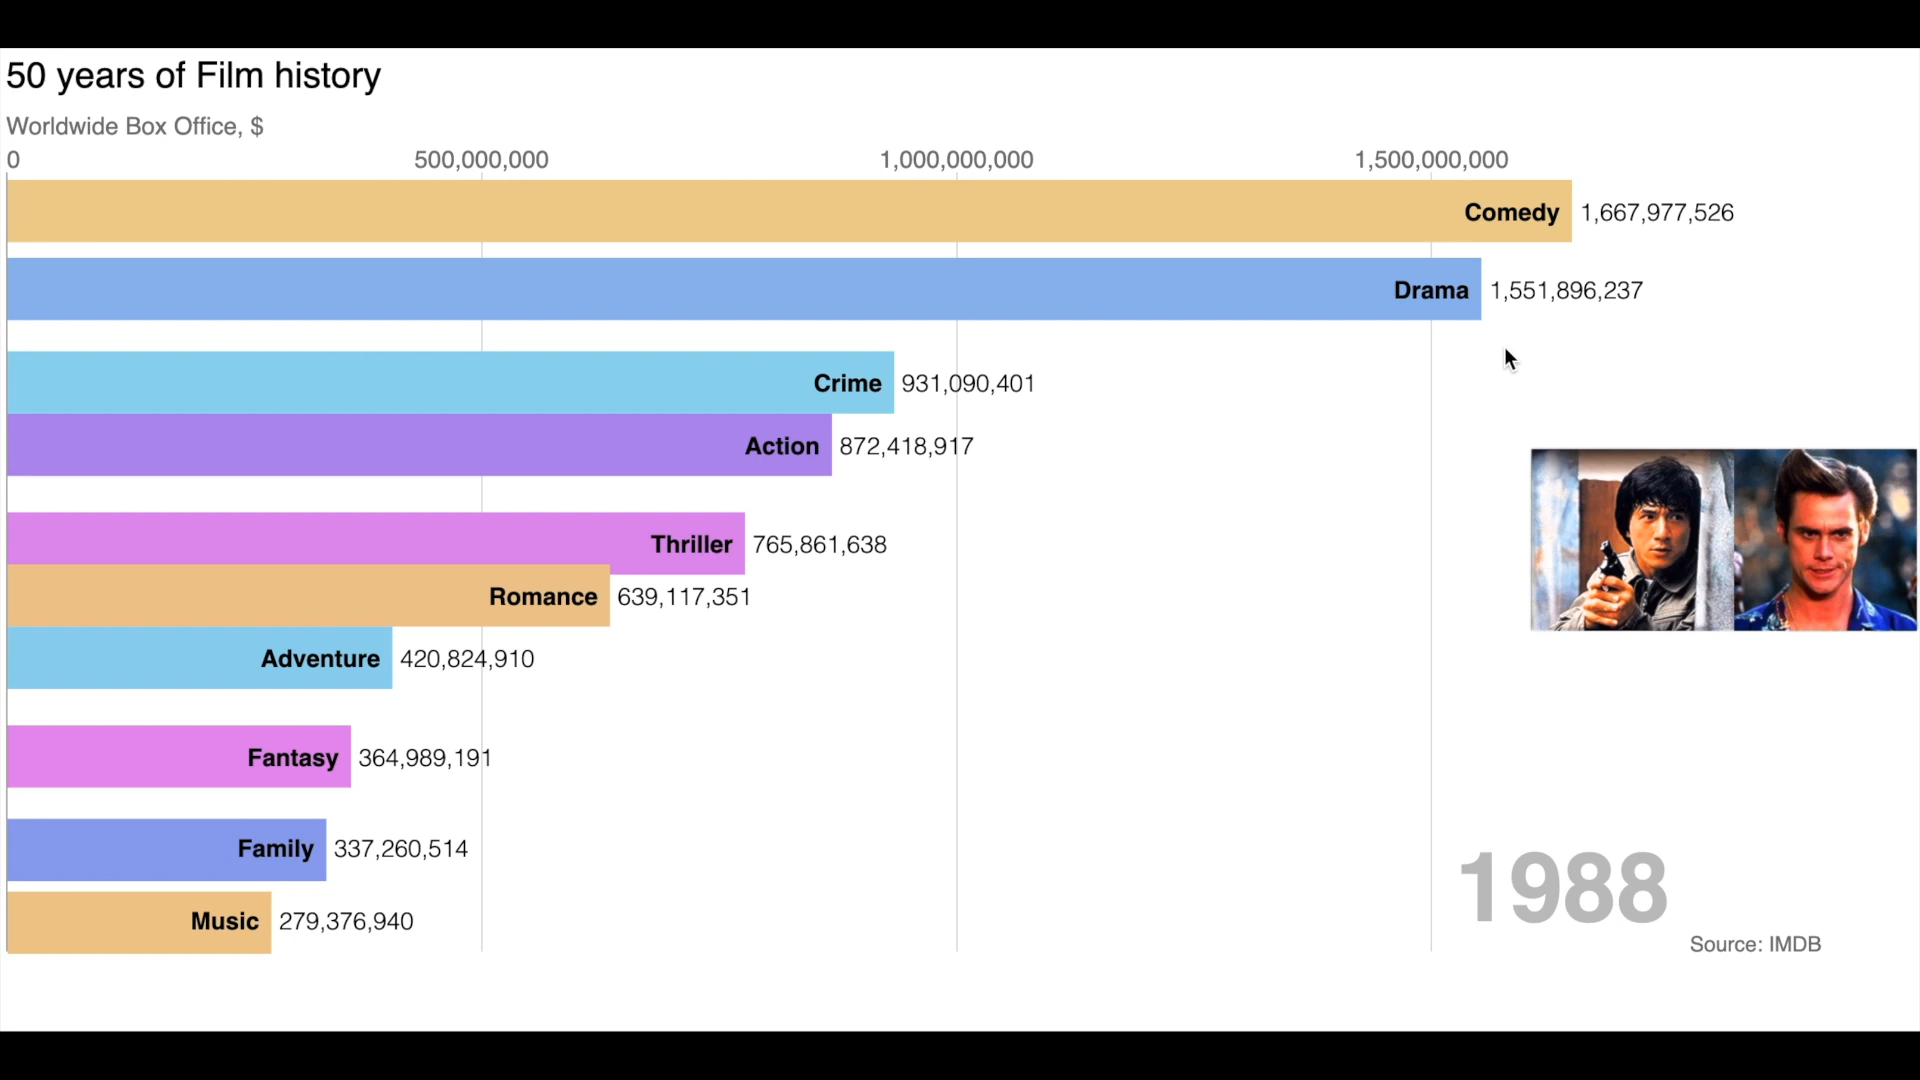 50 years of Film history
Worldwide Box Office, $
0 500,000,000 1,000,000,000 1,500,000,000
Comedy 1,667,977,526
Drama 1,551,896,237
Crime 931,090,401
Action 872,418,917
Thriller 765,861,638
Romance 639,117,351
Adventure 420,824,910
Fantasy 364,989,191
Family 337,260,514
Music 279,376,940
1988
Source: IMDB